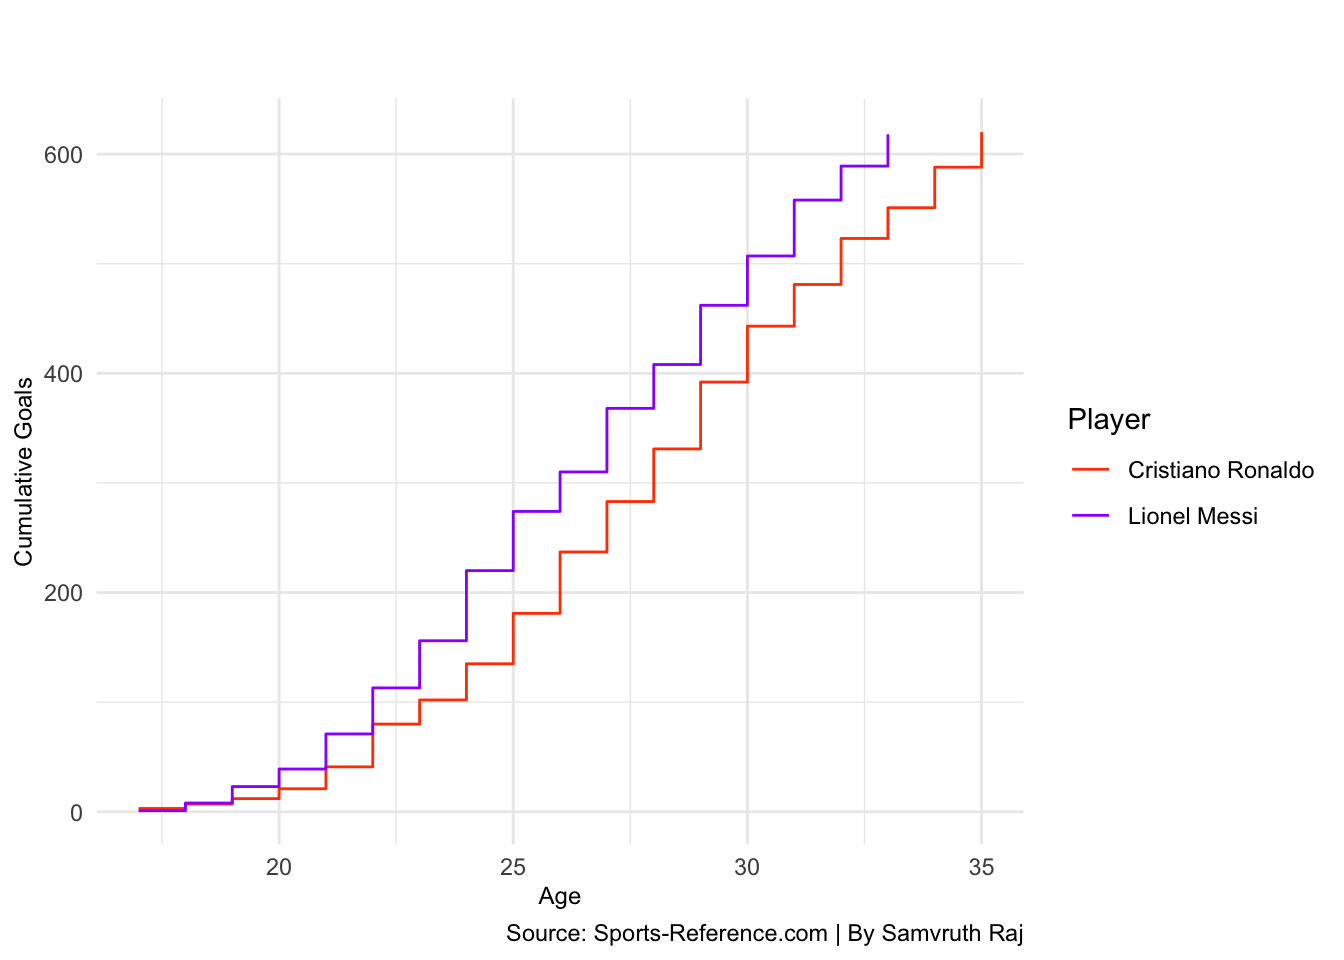 600
400
200
0
Cumulative Goals
20 25 30 35
Age
Player
Cristiano Ronaldo
Lionel Messi
Source: Sports-Reference.com | By Samvruth Raj